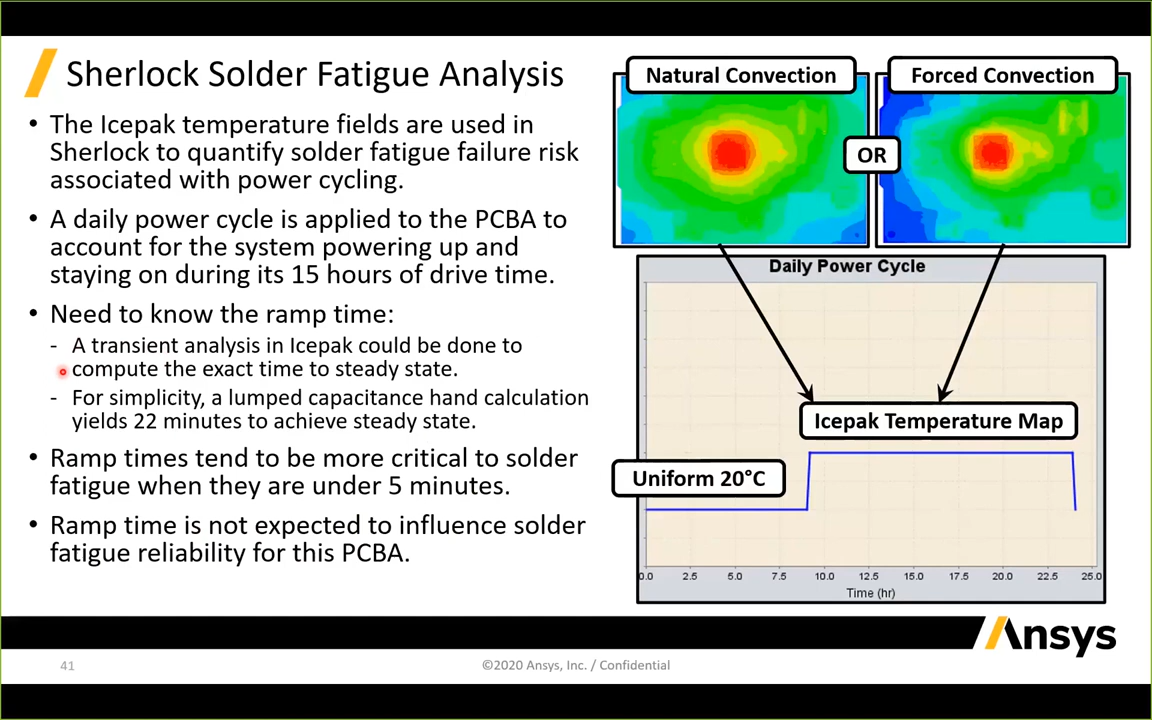 Sherlock Solder Fatigue Analysis
• The Icepak temperature fields are used in
Sherlock to quantify solder fatigue failure risk
associated with power cycling.
• A daily power cycle is applied to the PCBA to
account for the system powering up and
staying on during its 15 hours of drive time.
• Need to know the ramp time:
- A transient analysis in Icepak could be done to
compute the exact time to steady state.
- For simplicity, a lumped capacitance hand calculation
yields 22 minutes to achieve steady state.
• Ramp times tend to be more critical to solder
fatigue when they are under 5 minutes.
• Ramp time is not expected to influence solder
fatigue reliability for this PCBA.
Natural Convection
Forced Convection
OR
Daily Power Cycle
Icepak Temperature Map
Uniform 20°C
0.0 2.5 5.0 7.5 10.0 12.5 15.0 17.5 20.0 22.5 25.0
Time (hr)
Ansys
41
©2020 Ansys, Inc. / Confidential